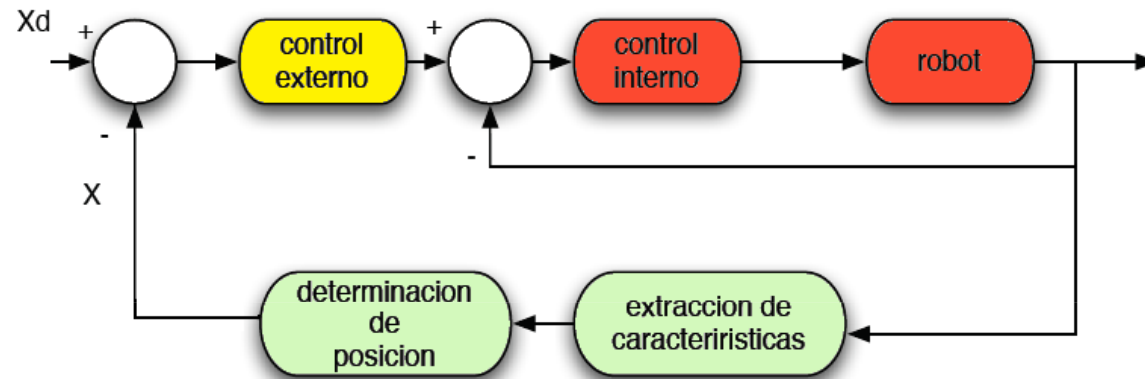 Xd
+
control
externo
+
control
interno
robot
-
-
X
determinacion
de
posicion
extraccion de
caracteriristicas